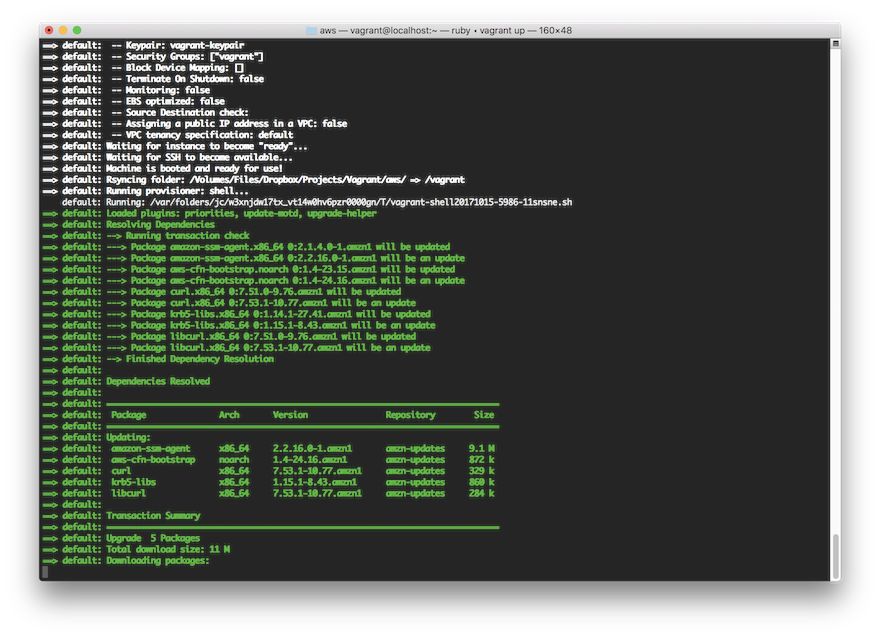 aws — vagrant@localhost:~ — ruby • vagrant up — 160×48
==> default:  -- Keypair: vagrant-keypair
==> default:  -- Security Groups: ["vagrant"]
==> default:  -- Block Device Mapping: []
==> default:  -- Terminate On Shutdown: false
==> default:  -- Monitoring: false
==> default:  -- EBS optimized: false
==> default:  -- Source Destination check:
==> default:  -- Assigning a public IP address in a VPC: false
==> default:  -- VPC tenancy specification: default
==> default: Waiting for instance to become "ready"...
==> default: Waiting for SSH to become available...
==> default: Machine is booted and ready for use!
==> default: Rsyncing folder: /Volumes/Files/Dropbox/Projects/Vagrant/aws/ => /vagrant
==> default: Running provisioner: shell...
    default: Running: /var/folders/jc/w3xnjdw17tx_vt14w0hv6pzr0000gn/T/vagrant-shell20171015-5986-11snsne.sh
==> default: Loaded plugins: priorities, update-motd, upgrade-helper
==> default: Resolving Dependencies
==> default: --> Running transaction check
==> default: ---> Package amazon-ssm-agent.x86_64 0:2.1.4.0-1.amzn1 will be updated
==> default: ---> Package amazon-ssm-agent.x86_64 0:2.2.16.0-1.amzn1 will be an update
==> default: ---> Package aws-cfn-bootstrap.noarch 0:1.4-23.15.amzn1 will be updated
==> default: ---> Package aws-cfn-bootstrap.noarch 0:1.4-24.16.amzn1 will be an update
==> default: ---> Package curl.x86_64 0:7.51.0-9.76.amzn1 will be updated
==> default: ---> Package curl.x86_64 0:7.53.1-10.77.amzn1 will be an update
==> default: ---> Package krb5-libs.x86_64 0:1.14.1-27.41.amzn1 will be updated
==> default: ---> Package krb5-libs.x86_64 0:1.15.1-8.43.amzn1 will be an update
==> default: ---> Package libcurl.x86_64 0:7.51.0-9.76.amzn1 will be updated
==> default: ---> Package libcurl.x86_64 0:7.53.1-10.77.amzn1 will be an update
==> default: --> Finished Dependency Resolution
==> default:
==> default: Dependencies Resolved
==> default:
==> default: ================================================================================
==> default:  Package              Arch       Version                Repository        Size
==> default: ================================================================================
==> default: Updating:
==> default:  amazon-ssm-agent     x86_64     2.2.16.0-1.amzn1       amzn-updates     9.1 M
==> default:  aws-cfn-bootstrap    noarch     1.4-24.16.amzn1        amzn-updates     872 k
==> default:  curl                 x86_64     7.53.1-10.77.amzn1     amzn-updates     329 k
==> default:  krb5-libs            x86_64     1.15.1-8.43.amzn1      amzn-updates     860 k
==> default:  libcurl              x86_64     7.53.1-10.77.amzn1     amzn-updates     284 k
==> default:
==> default: Transaction Summary
==> default: ================================================================================
==> default: Upgrade  5 Packages
==> default: Total download size: 11 M
==> default: Downloading packages: